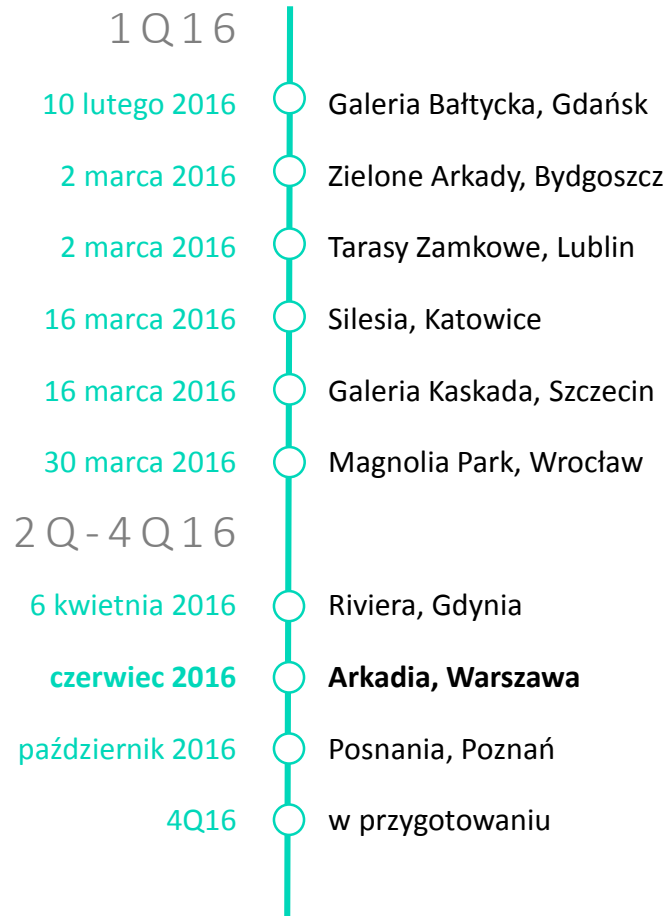 1Q16
10 lutego 2016 Galeria Bałtycka, Gdańsk
2 marca 2016 Zielone Arkady, Bydgoszcz
2 marca 2016 Tarasy Zamkowe, Lublin
16 marca 2016 Silesia, Katowice
16 marca 2016 Galeria Kaskada, Szczecin
30 marca 2016 Magnolia Park, Wrocław
2Q-4Q16
6 kwietnia 2016 Riviera, Gdynia
czerwiec 2016 Arkadia, Warszawa
październik 2016 Posnania, Poznań
4Q16 w przygotowaniu